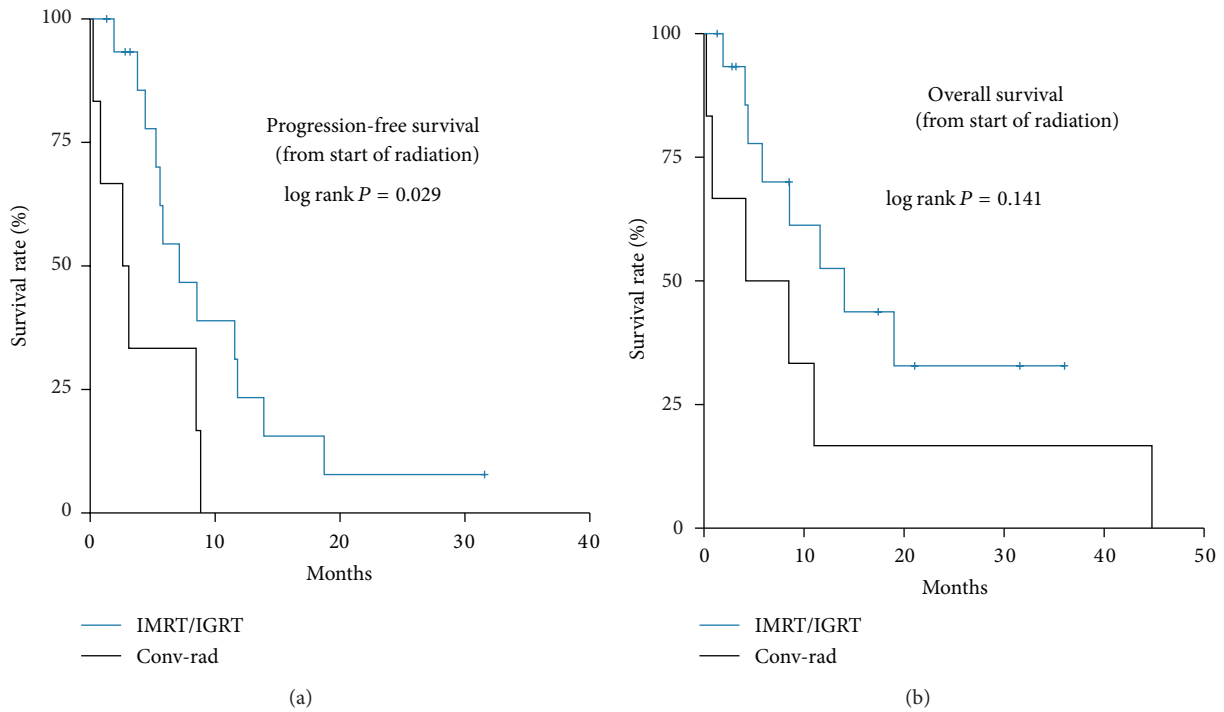 100
75
50
25
0
Survival rate (%)
Progression-free survival
(from start of radiation)
log rank P = 0.029
0 10 20 30 40
Months
IMRT/IGRT
Conv-rad
(a)
100
75
50
25
0
Survival rate (%)
Overall survival
(from start of radiation)
log rank P = 0.141
0 10 20 30 40 50
Months
IMRT/IGRT
Conv-rad
(b)